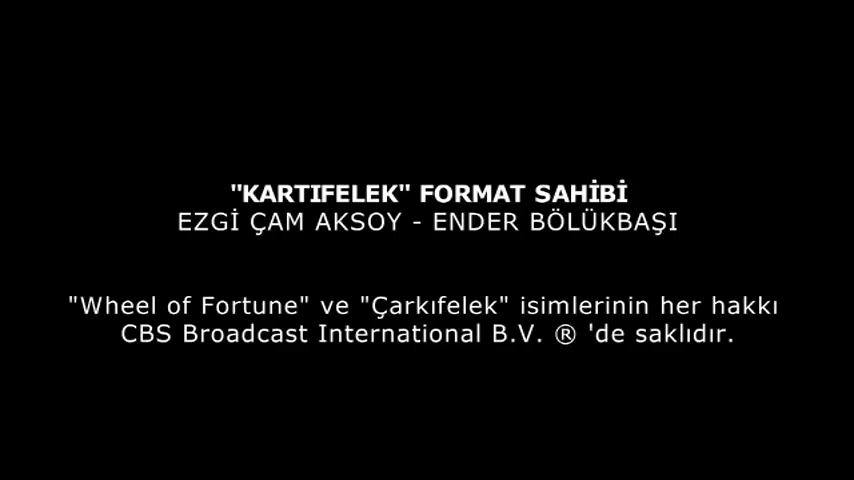 "KARTIFELEK" FORMAT SAHİBİ
EZGİ ÇAM AKSOY - ENDER BÖLÜKBAŞI
"Wheel of Fortune" ve "Çarkıfelek" isimlerinin her hakkı
CBS Broadcast International B.V. ® 'de saklıdır.